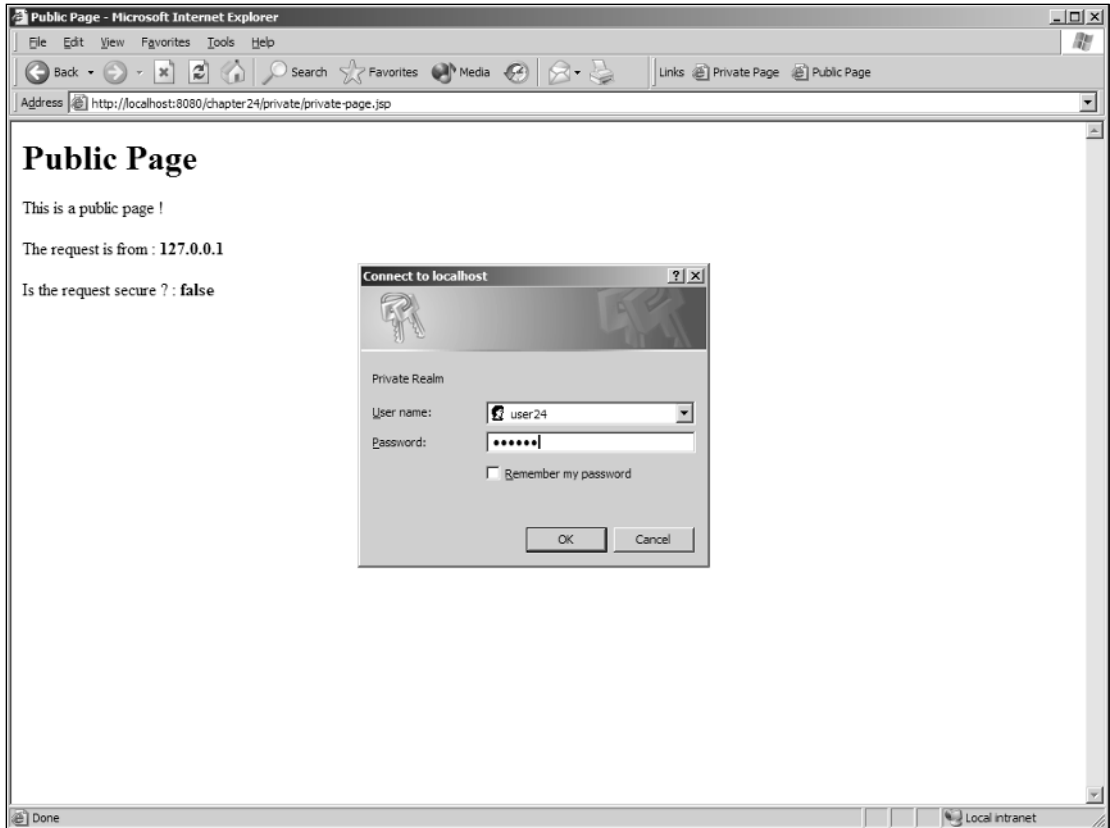 Public Page - Microsoft Internet Explorer
File Edit View Favorites Tools Help
Back Search Favorites Media Links Private Page Public Page
Address http://localhost:8080/chapter24/private/private-page.jsp
Public Page
This is a public page !
The request is from : 127.0.0.1
Is the request secure ? : false
Connect to localhost
Private Realm
User name: user24
Password: ••••••
Remember my password
OK Cancel
Done Local intranet